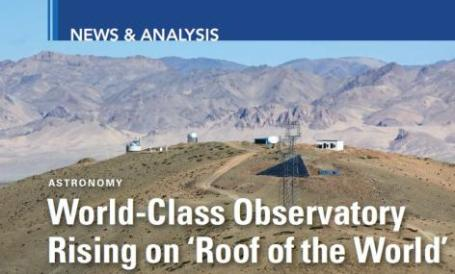 NEWS & ANALYSIS
ASTRONOMY
World-Class Observatory
Rising on ‘Roof of the World’